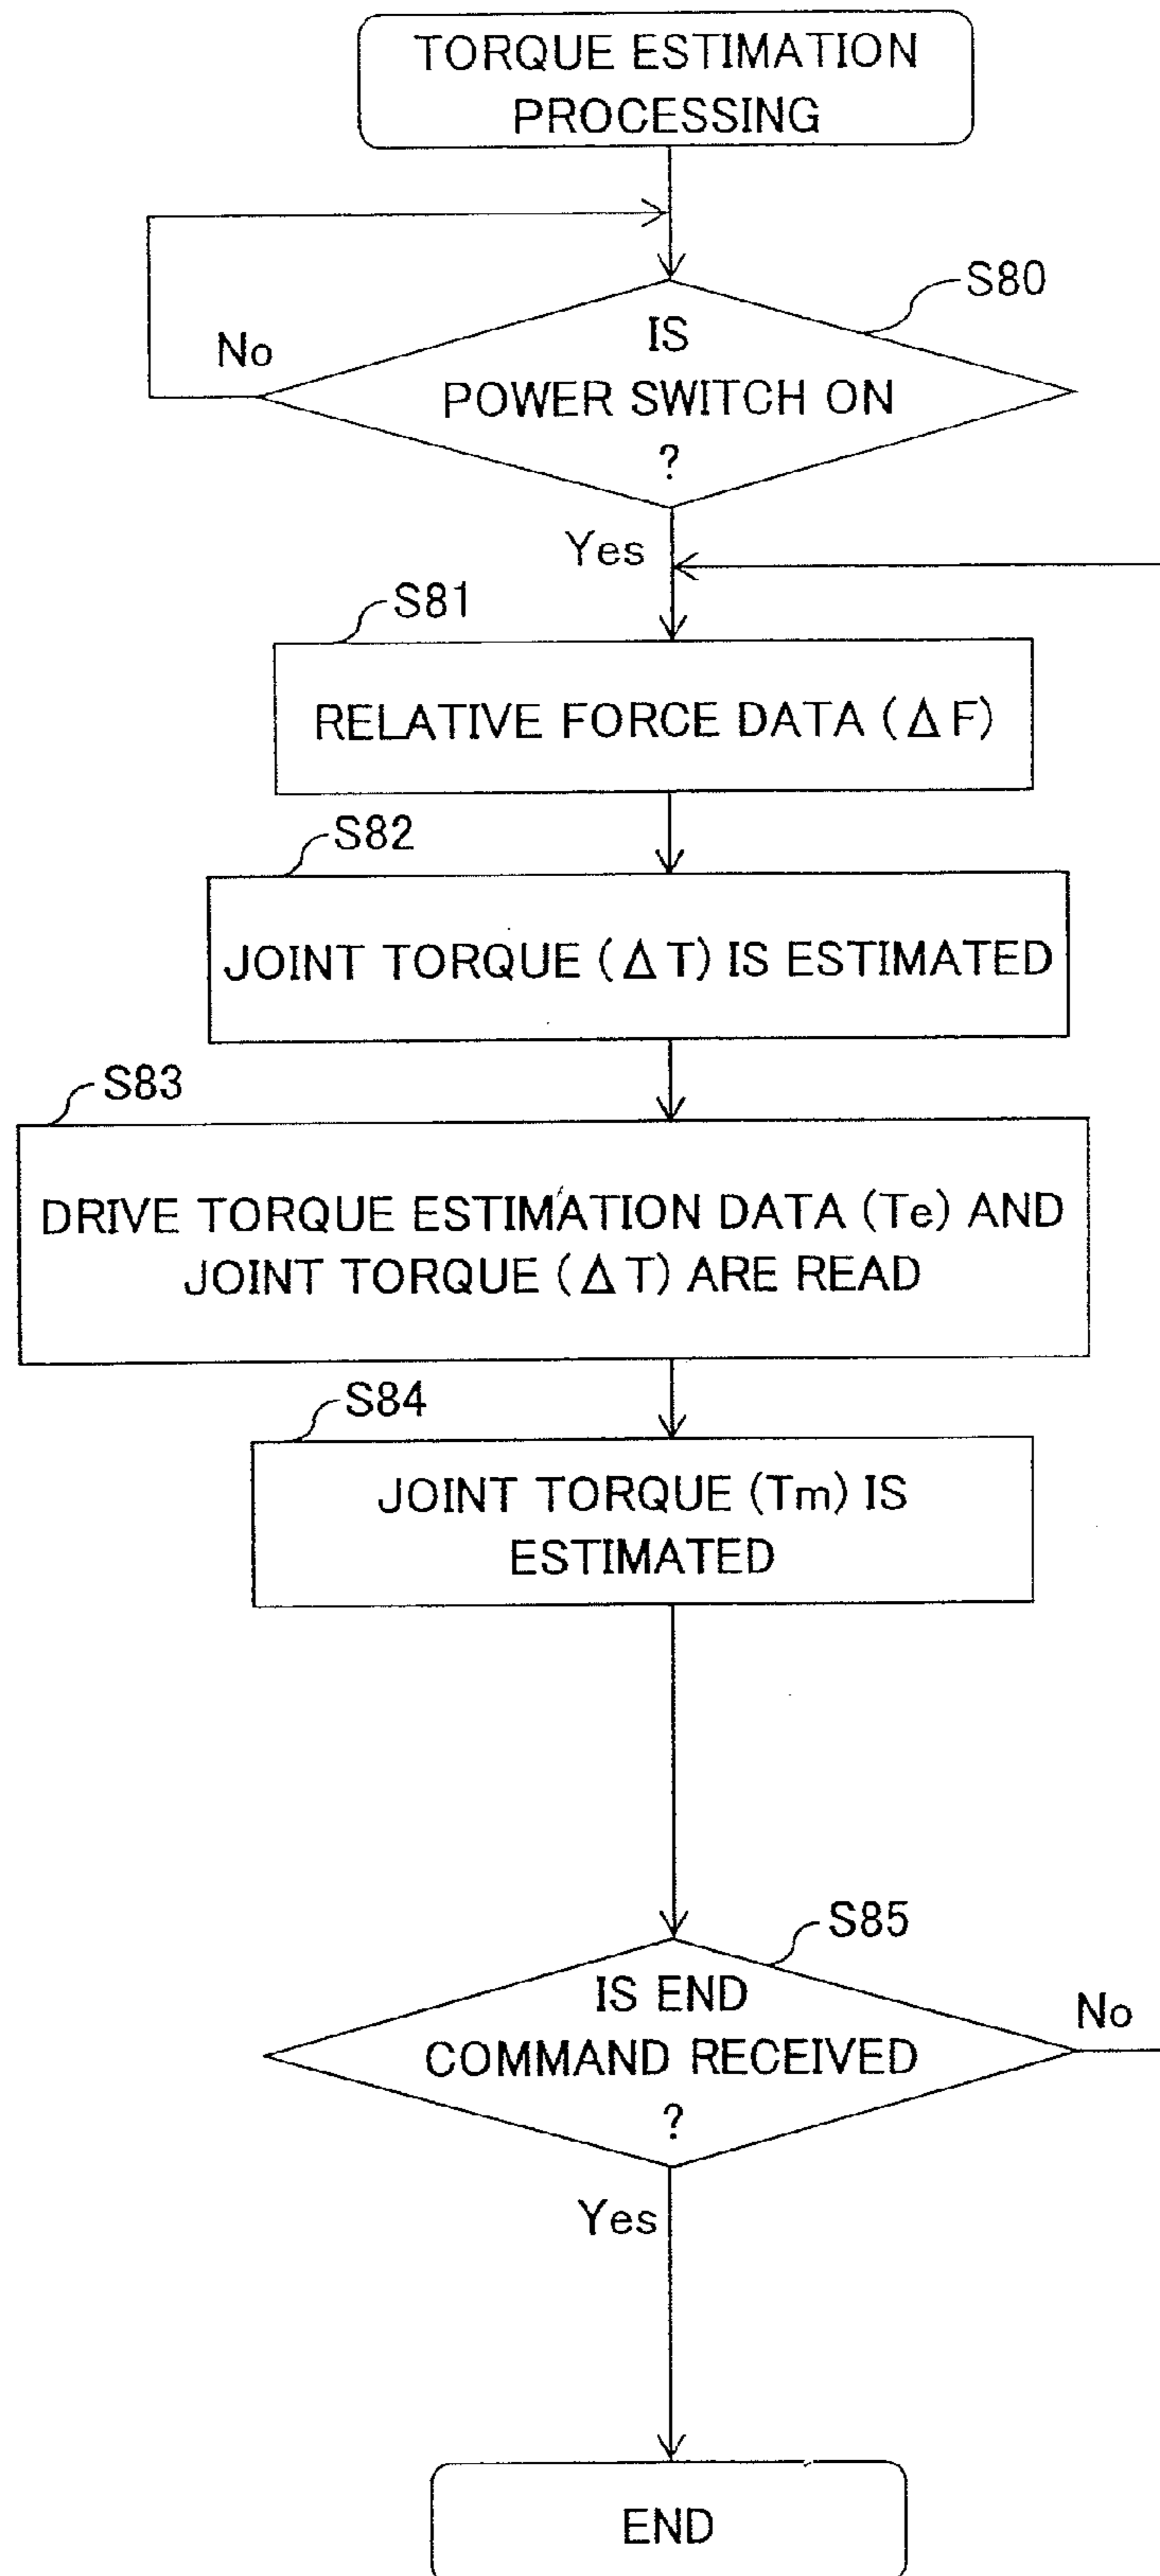 TORQUE ESTIMATION
PROCESSING
S80
No
IS
POWER SWITCH ON
?
Yes
S81
RELATIVE FORCE DATA (ΔF)
S82
JOINT TORQUE (ΔT) IS ESTIMATED
S83
DRIVE TORQUE ESTIMATION DATA (Te) AND
JOINT TORQUE (ΔT) ARE READ
S84
JOINT TORQUE (Tm) IS
ESTIMATED
S85
IS END
COMMAND RECEIVED
?
No
Yes
END